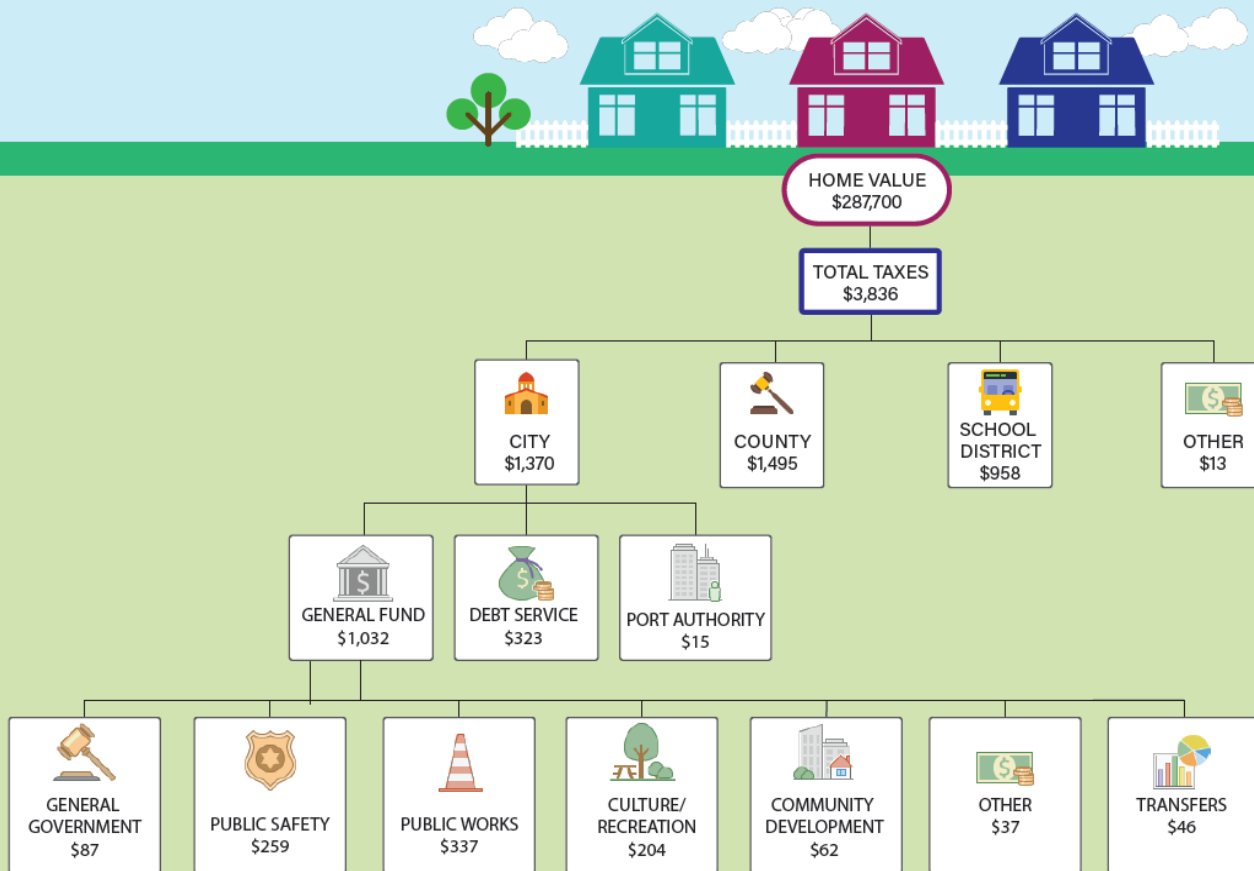 HOME VALUE
$287,700
TOTAL TAXES
$3,836
CITY
$1,370
COUNTY
$1,495
SCHOOL
DISTRICT
$958
OTHER
$13
GENERAL FUND
$1,032
DEBT SERVICE
$323
PORT AUTHORITY
$15
GENERAL
GOVERNMENT
$87
PUBLIC SAFETY
$259
PUBLIC WORKS
$337
CULTURE/
RECREATION
$204
COMMUNITY
DEVELOPMENT
$62
OTHER
$37
TRANSFERS
$46